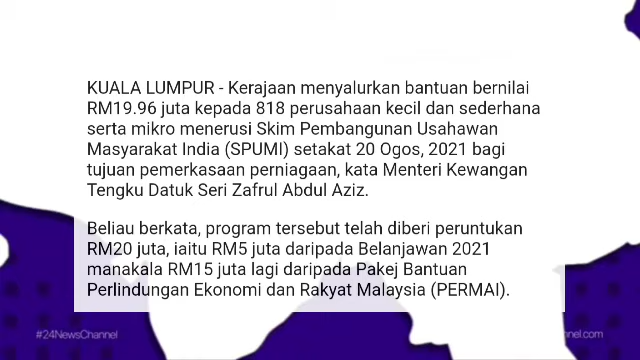 KUALA LUMPUR - Kerajaan menyalurkan bantuan bernilai
RM19.96 juta kepada 818 perusahaan kecil dan sederhana
serta mikro menerusi Skim Pembangunan Usahawan
Masyarakat India (SPUMI) setakat 20 Ogos, 2021 bagi
tujuan pemerkasaan perniagaan, kata Menteri Kewangan
Tengku Datuk Seri Zafrul Abdul Aziz.
Beliau berkata, program tersebut telah diberi peruntukan
RM20 juta, iaitu RM5 juta daripada Belanjawan 2021
manakala RM15 juta lagi daripada Pakej Bantuan
Perlindungan Ekonomi dan Rakyat Malaysia (PERMAI).
#24NewsChannel
el.com